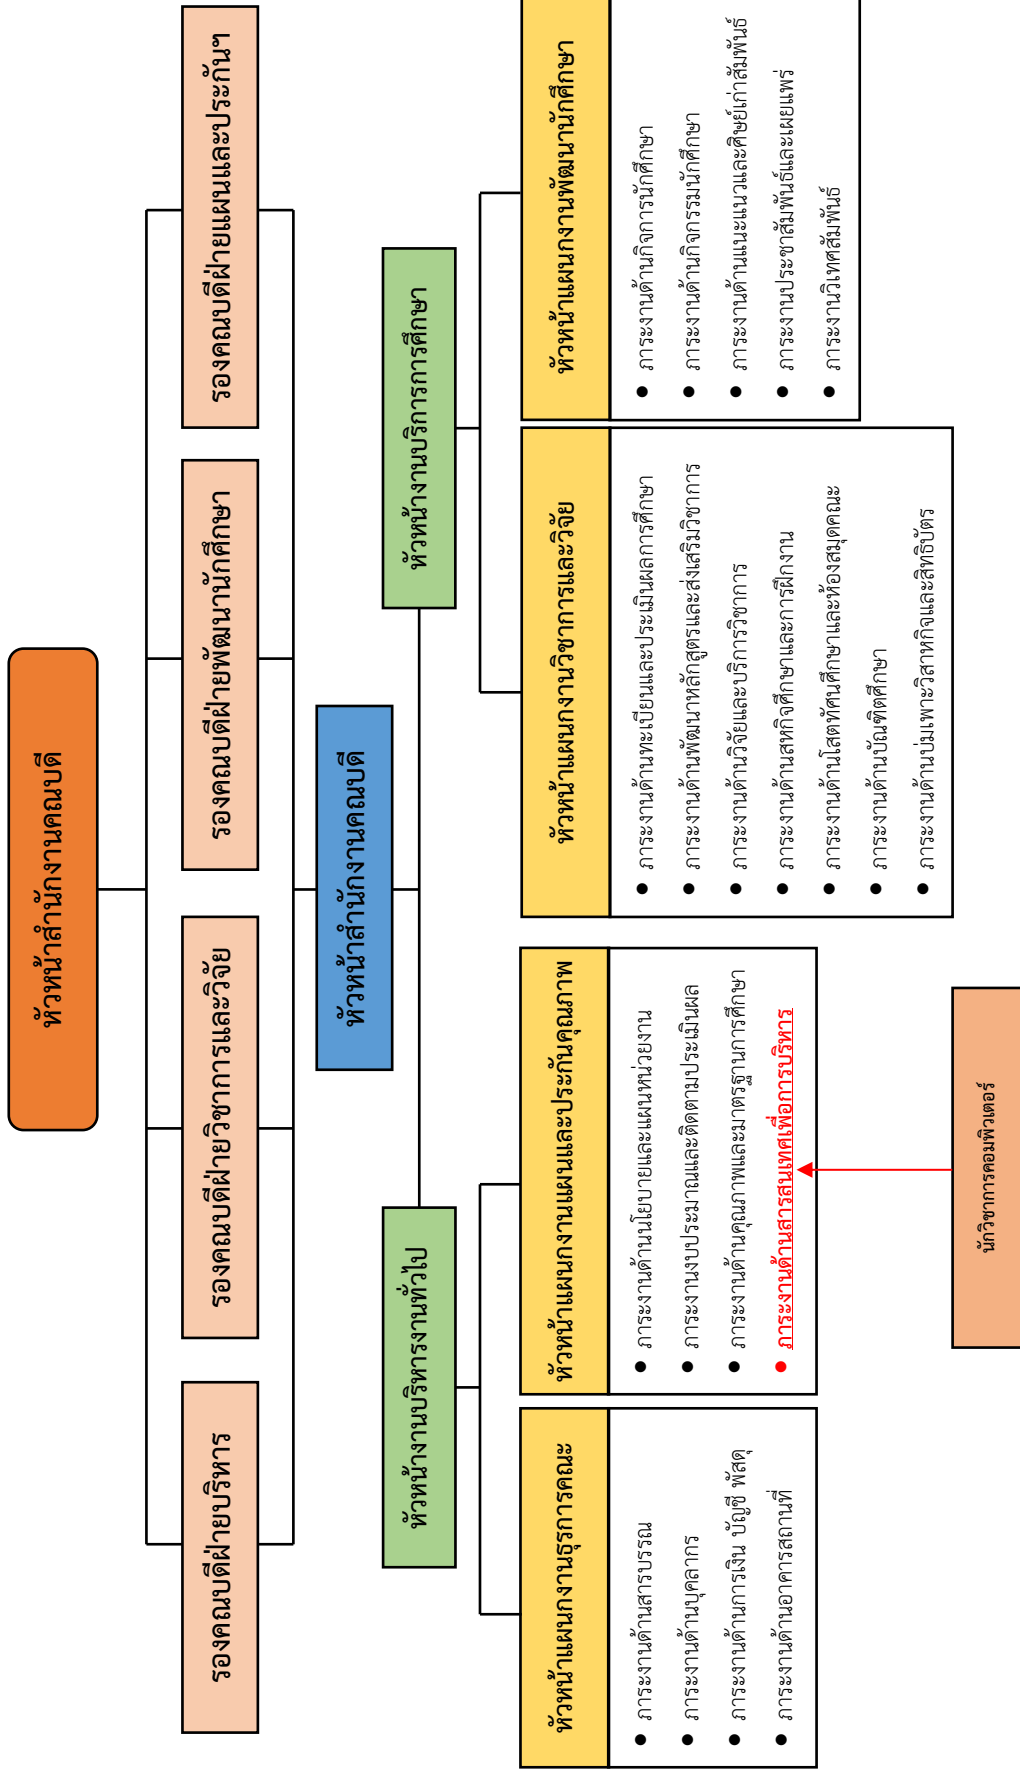 หัวหน้าสำนักงานคณบดี
รองคณบดีฝ่ายบริหาร
รองคณบดีฝ่ายวิชาการและวิจัย
รองคณบดีฝ่ายพัฒนานักศึกษา
รองคณบดีฝ่ายแผนและประกันฯ
หัวหน้าสำนักงานคณบดี
หัวหน้างานบริหารงานทั่วไป
หัวหน้างานบริการการศึกษา
หัวหน้าแผนกงานธุรการคณะ
● ภาระงานด้านสารบรรณ
● ภาระงานด้านบุคลากร
● ภาระงานด้านการเงิน บัญชี พัสดุ
● ภาระงานด้านอาคารสถานที่
หัวหน้าแผนกงานแผนและประกันคุณภาพ
● ภาระงานด้านนโยบายและแผนหน่วยงาน
● ภาระงานงบประมาณและติดตามประเมินผล
● ภาระงานด้านคุณภาพและมาตรฐานการศึกษา
● ภาระงานด้านสารสนเทศเพื่อการบริหาร
หัวหน้าแผนกงานวิชาการและวิจัย
● ภาระงานด้านทะเบียนและประเมินผลการศึกษา
● ภาระงานด้านพัฒนาหลักสูตรและส่งเสริมวิชาการ
● ภาระงานด้านวิจัยและบริการวิชาการ
● ภาระงานด้านสหกิจศึกษาและการฝึกงาน
● ภาระงานด้านโสตทัศนศึกษาและห้องสมุดคณะ
● ภาระงานด้านบัณฑิตศึกษา
● ภาระงานด้านบ่มเพาะวิสาหกิจและสิทธิบัตร
หัวหน้าแผนกงานพัฒนานักศึกษา
● ภาระงานด้านกิจการนักศึกษา
● ภาระงานด้านกิจกรรมนักศึกษา
● ภาระงานด้านแนะแนวและศิษย์เก่าสัมพันธ์
● ภาระงานประชาสัมพันธ์และเผยแพร่
● ภาระงานวิเทศสัมพันธ์
นักวิชาการคอมพิวเตอร์